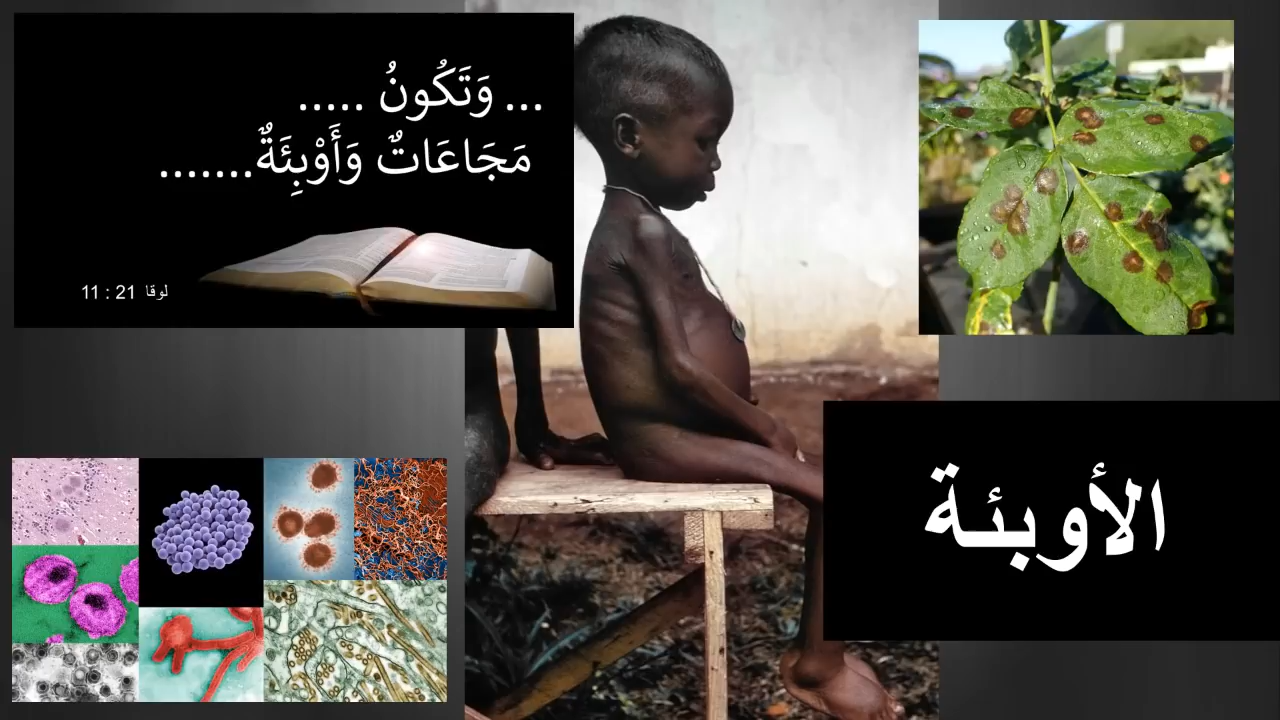 ... وَتَكُونُ .....
مَجَاعَاتٌ وَأَوْبِئَةٌ.......
لوقا 21 : 11
الأوبئة